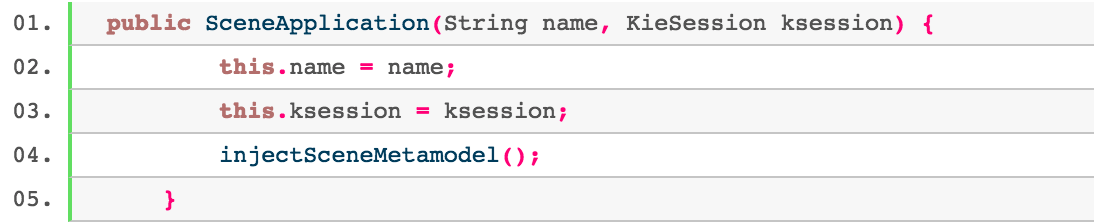 01. public SceneApplication(String name, KieSession ksession) {
02. this.name = name;
03. this.ksession = ksession;
04. injectSceneMetamodel();
05. }